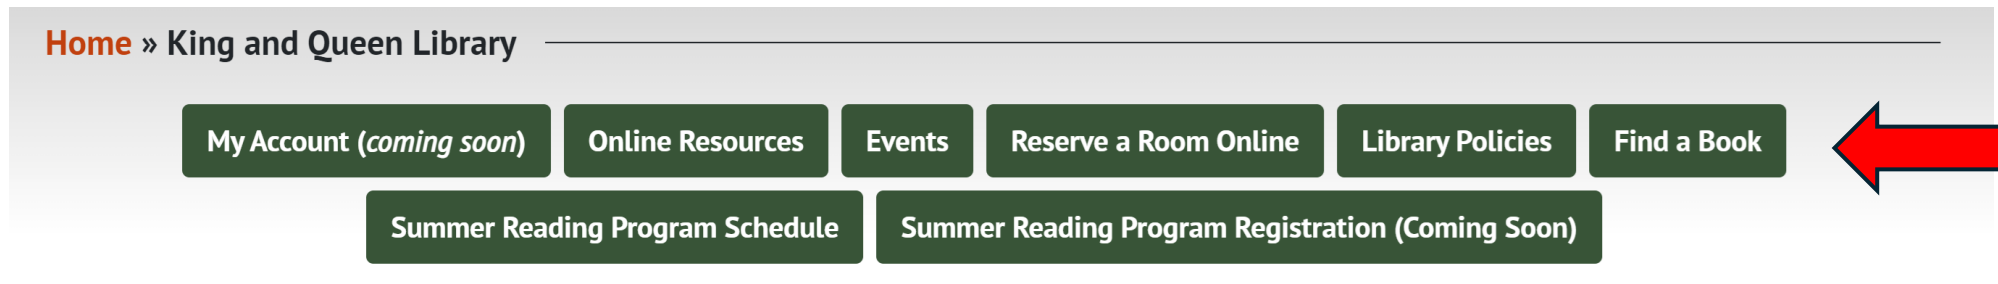 Home » King and Queen Library
My Account (coming soon) Online Resources Events Reserve a Room Online Library Policies Find a Book
Summer Reading Program Schedule Summer Reading Program Registration (Coming Soon)